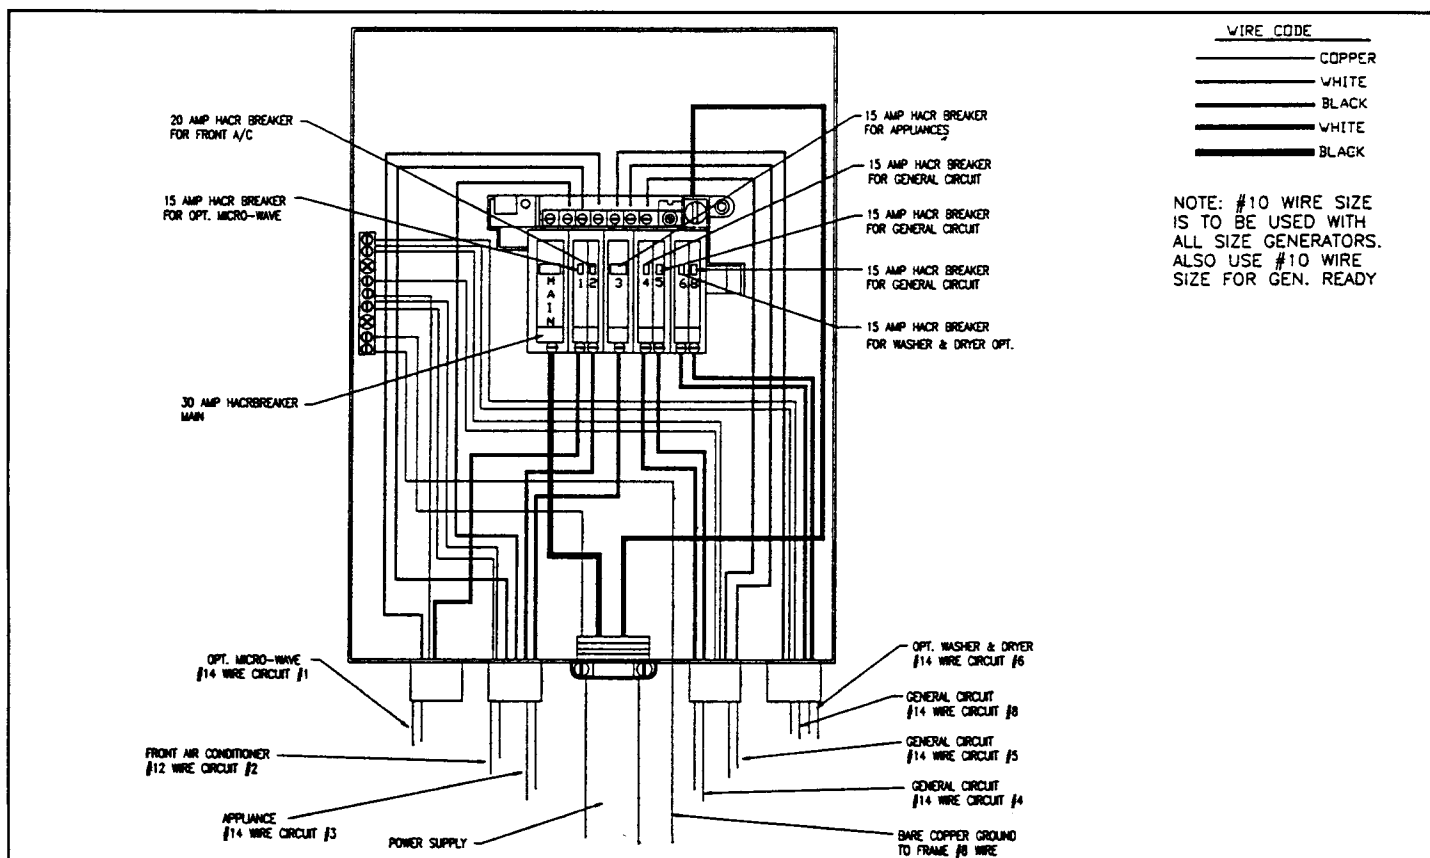 WIRE CODE
COPPER
WHITE
BLACK
WHITE
BLACK
NOTE: #10 WIRE SIZE
IS TO BE USED WITH
ALL SIZE GENERATORS.
ALSO USE #10 WIRE
SIZE FOR GEN. READY
20 AMP HACR BREAKER
FOR FRONT A/C
15 AMP HACR BREAKER
FOR OPT. MICRO-WAVE
30 AMP HACRBREAKER
MAIN
15 AMP HACR BREAKER
FOR APPLIANCES
15 AMP HACR BREAKER
FOR GENERAL CIRCUIT
15 AMP HACR BREAKER
FOR GENERAL CIRCUIT
15 AMP HACR BREAKER
FOR GENERAL CIRCUIT
15 AMP HACR BREAKER
FOR WASHER & DRYER OPT.
MAIN
1 2 3 4 5 6 8
OPT. MICRO-WAVE
#14 WIRE CIRCUIT #1
FRONT AIR CONDITIONER
#12 WIRE CIRCUIT #2
APPLIANCE
#14 WIRE CIRCUIT #3
POWER SUPPLY
OPT. WASHER & DRYER
#14 WIRE CIRCUIT #6
GENERAL CIRCUIT
#14 WIRE CIRCUIT #8
GENERAL CIRCUIT
#14 WIRE CIRCUIT #5
GENERAL CIRCUIT
#14 WIRE CIRCUIT #4
BARE COPPER GROUND
TO FRAME #8 WIRE